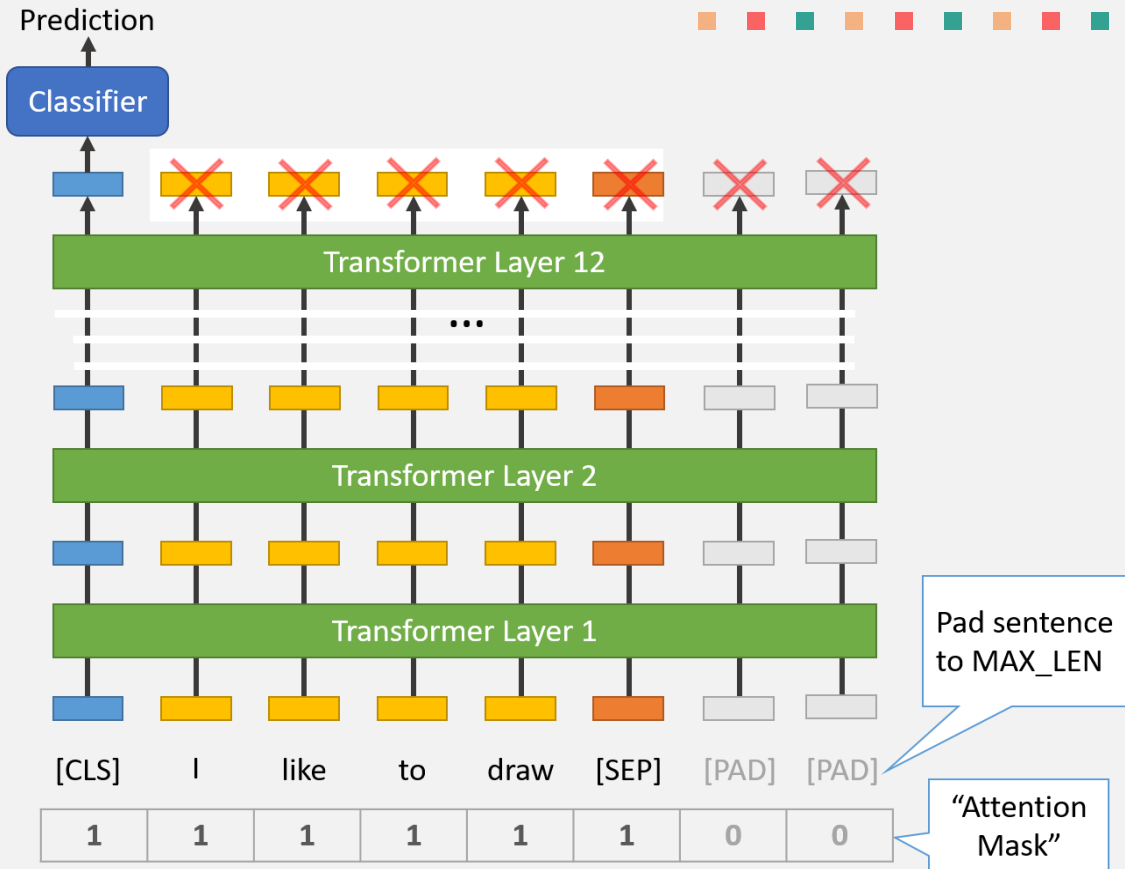 Prediction
Classifier
Transformer Layer 12
...
Transformer Layer 2
Transformer Layer 1
Pad sentence
to MAX_LEN
[CLS] I like to draw [SEP] [PAD] [PAD]
1 1 1 1 1 1 0 0
“Attention
Mask”